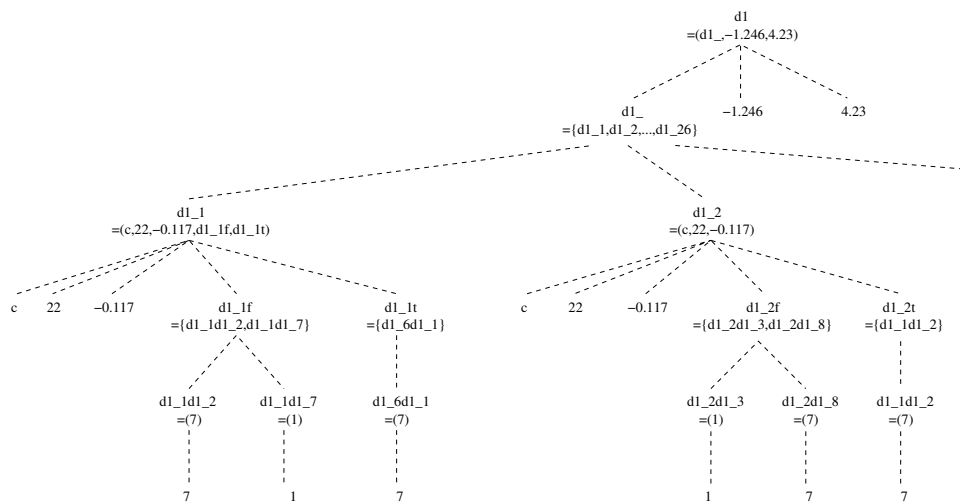 d1
=(d1_,−1.246,4.23)
d1_ −1.246 4.23
={d1_1,d1_2,...,d1_26}
d1_1 d1_2
=(c,22,−0.117,d1_1f,d1_1t) =(c,22,−0.117)
c 22 −0.117 d1_1f d1_1t c 22 −0.117 d1_2f d1_2t
={d1_1d1_2,d1_1d1_7} ={d1_6d1_1} ={d1_2d1_3,d1_2d1_8} ={d1_1d1_2}
d1_1d1_2 d1_1d1_7 d1_6d1_1 d1_2d1_3 d1_2d1_8 d1_1d1_2
=(7) =(1) =(7) =(1) =(7) =(7)
7 1 7 1 7 7